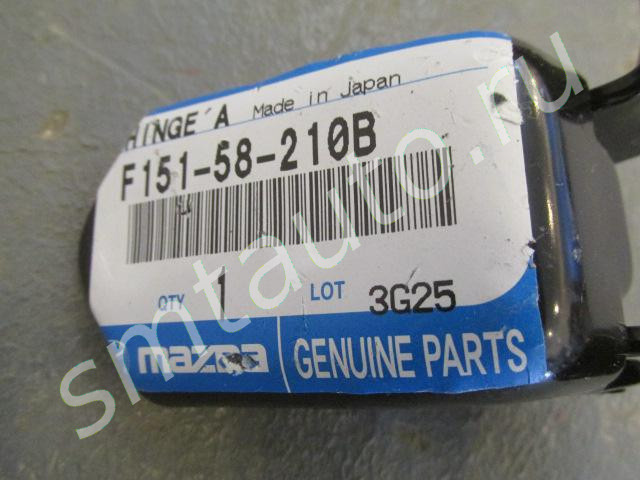 HINGE'A Made in Japan
F151-58-210B
QTY 1 LOT 3G25
mazda GENUINE PARTS
smtauto.ru